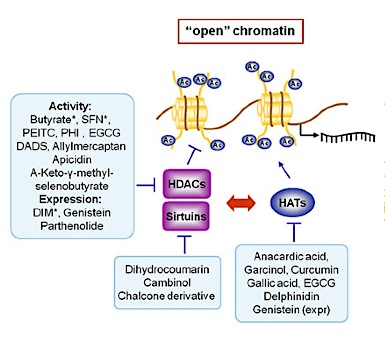 "open" chromatin
Ac Ac Ac Ac Ac Ac
Ac Ac Ac Ac
Activity:
Butyrate*, SFN*,
PEITC, PHI , EGCG
DADS, Allylmercaptan
Apicidin
A-Keto-γ-methyl-
selenobutyrate
Expression:
DIM*, Genistein
Parthenolide
HDACs
Sirtuins
HATs
Dihydrocoumarin
Cambinol
Chalcone derivative
Anacardic acid,
Garcinol, Curcumin
Gallic acid, EGCG
Delphinidin
Genistein (expr)